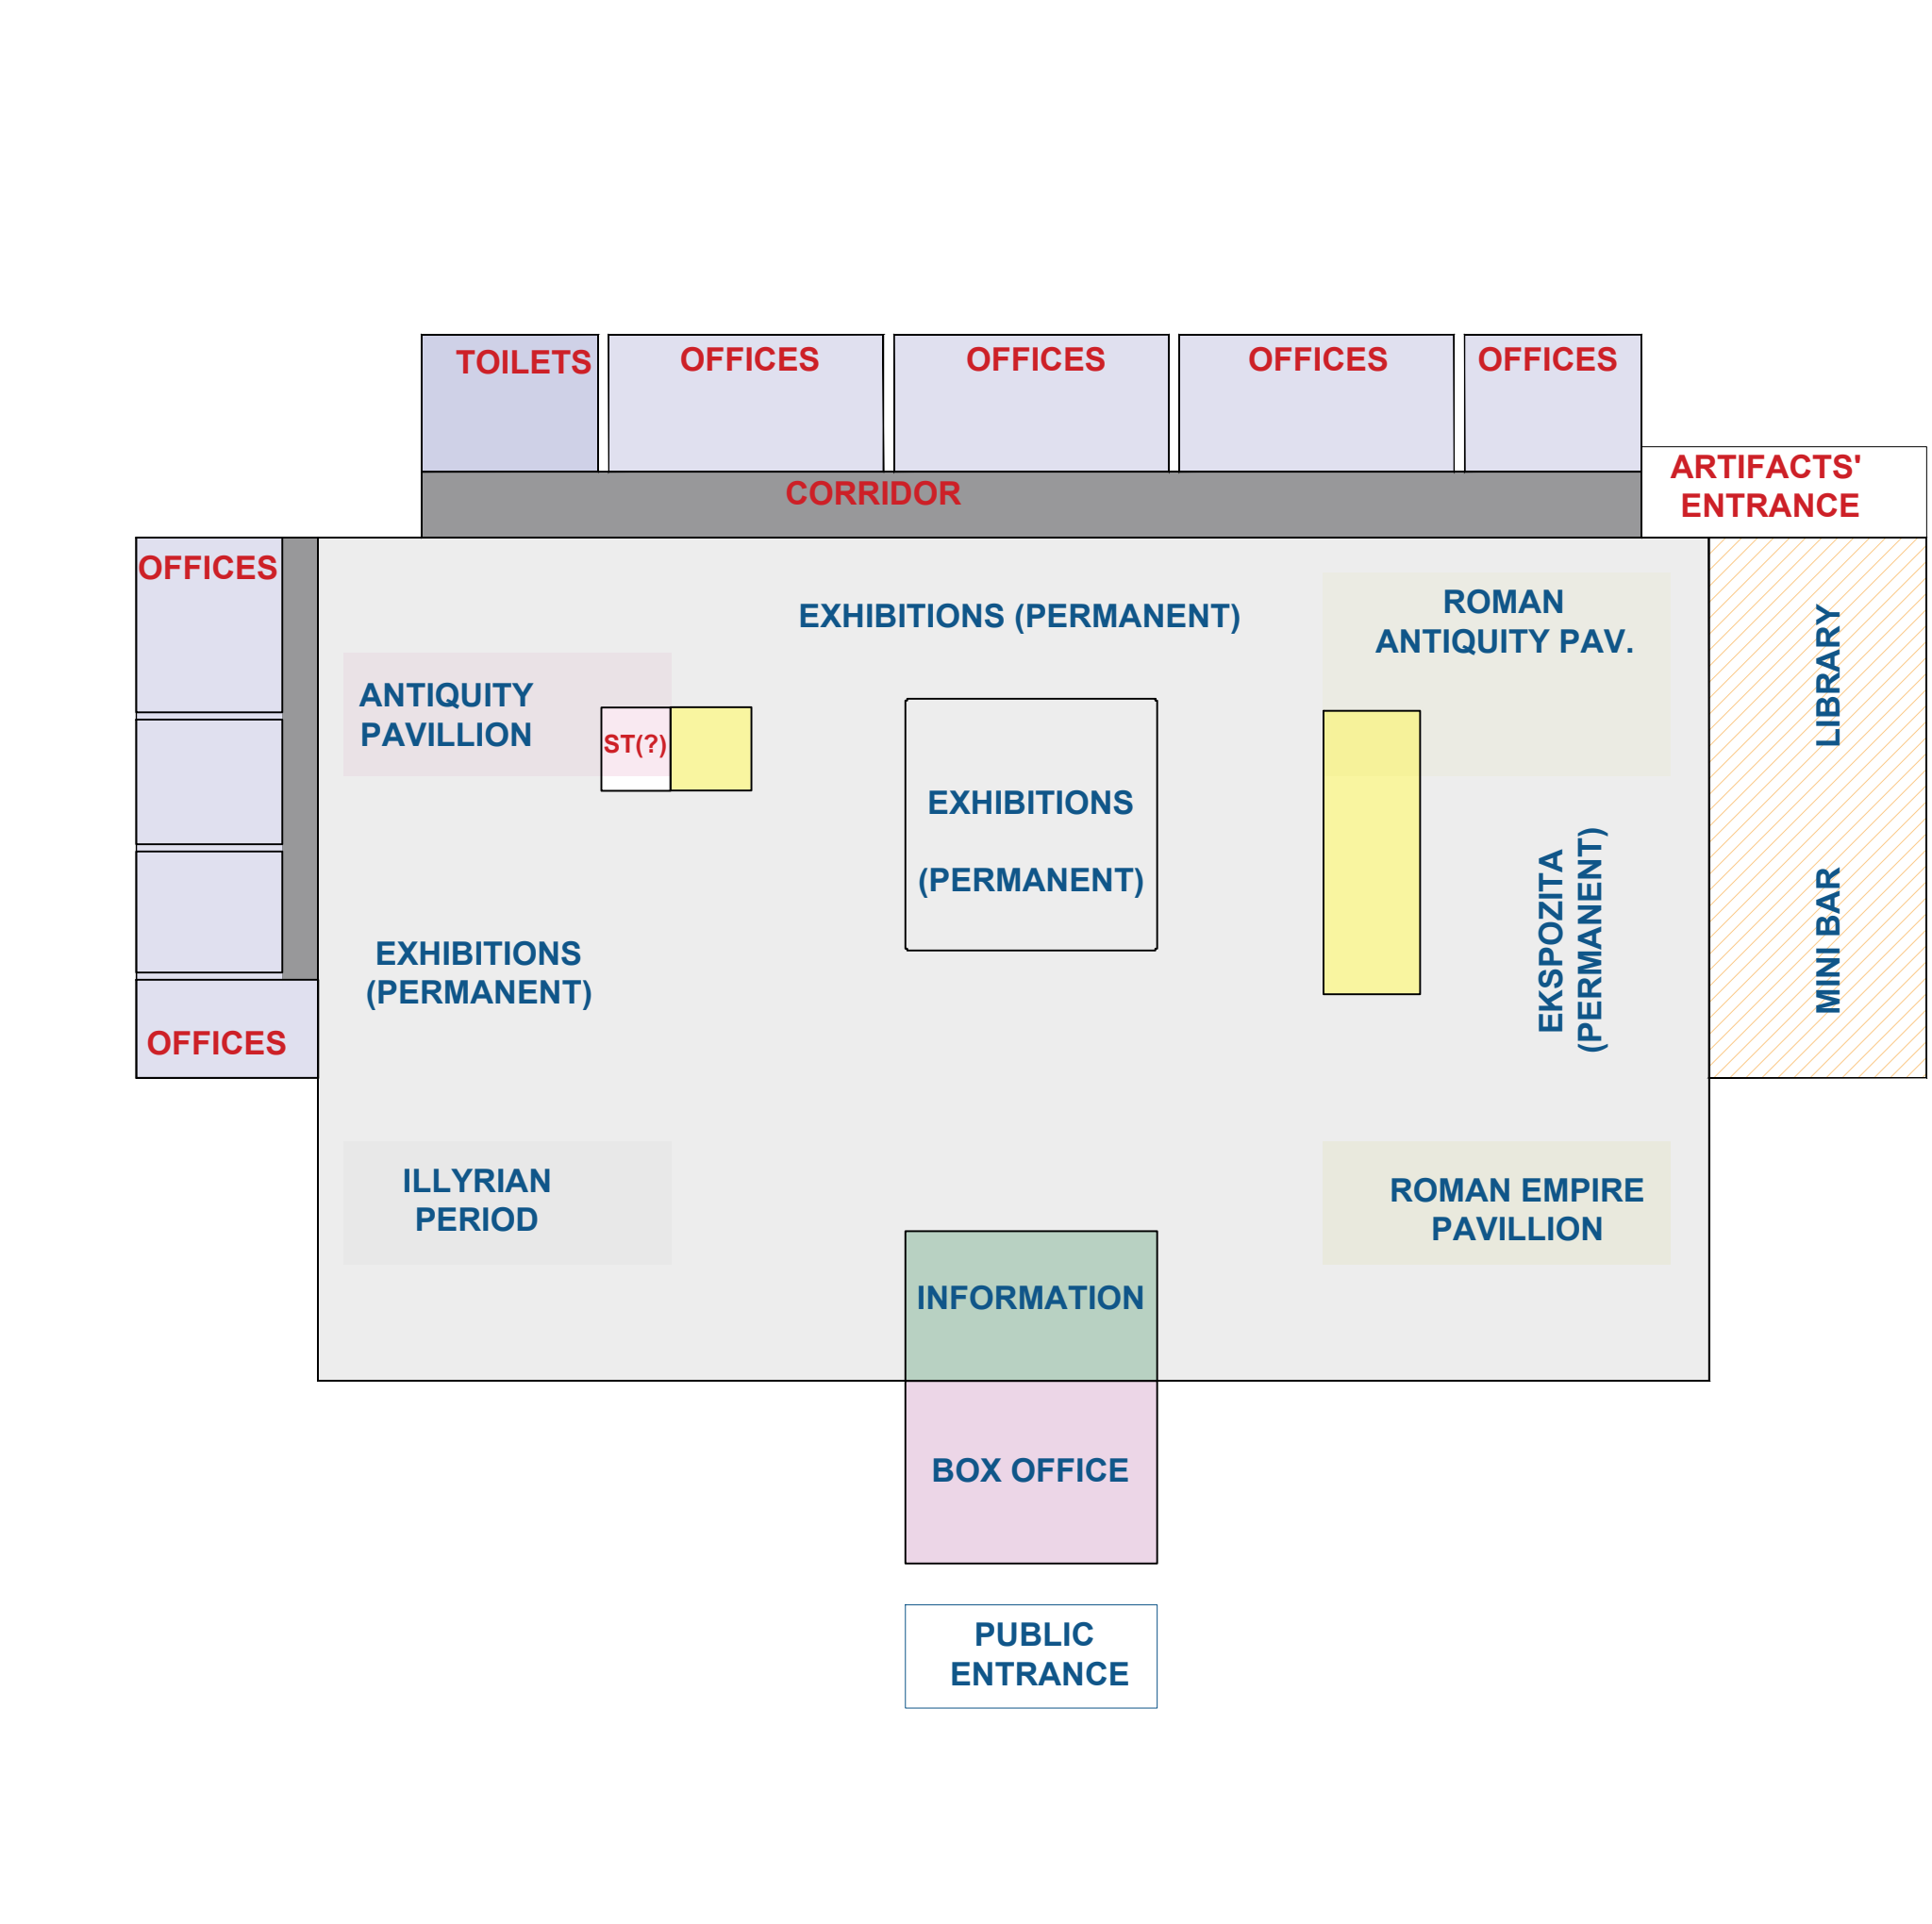 TOILETS
OFFICES
OFFICES
OFFICES
OFFICES
ARTIFACTS'
ENTRANCE
CORRIDOR
OFFICES
EXHIBITIONS (PERMANENT)
ROMAN
ANTIQUITY PAV.
LIBRARY
ANTIQUITY
PAVILLION
ST(?)
EXHIBITIONS
(PERMANENT)
EKSPOZITA
(PERMANENT)
MINI BAR
EXHIBITIONS
(PERMANENT)
OFFICES
ILLYRIAN
PERIOD
ROMAN EMPIRE
PAVILLION
INFORMATION
BOX OFFICE
PUBLIC
ENTRANCE